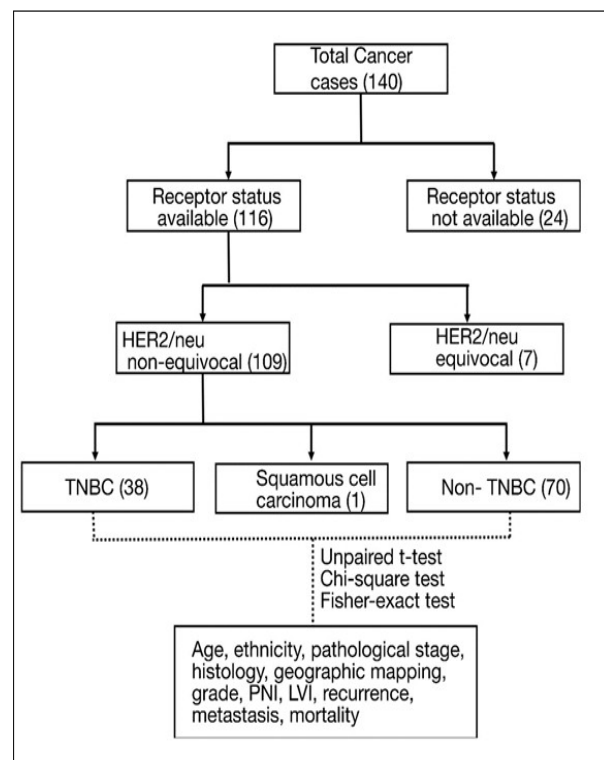 Total Cancer
cases (140)
Receptor status
available (116)
Receptor status
not available (24)
HER2/neu
non-equivocal (109)
HER2/neu
equivocal (7)
TNBC (38)
Squamous cell
carcinoma (1)
Non- TNBC (70)
Unpaired t-test
Chi-square test
Fisher-exact test
Age, ethnicity, pathological stage,
histology, geographic mapping,
grade, PNI, LVI, recurrence,
metastasis, mortality